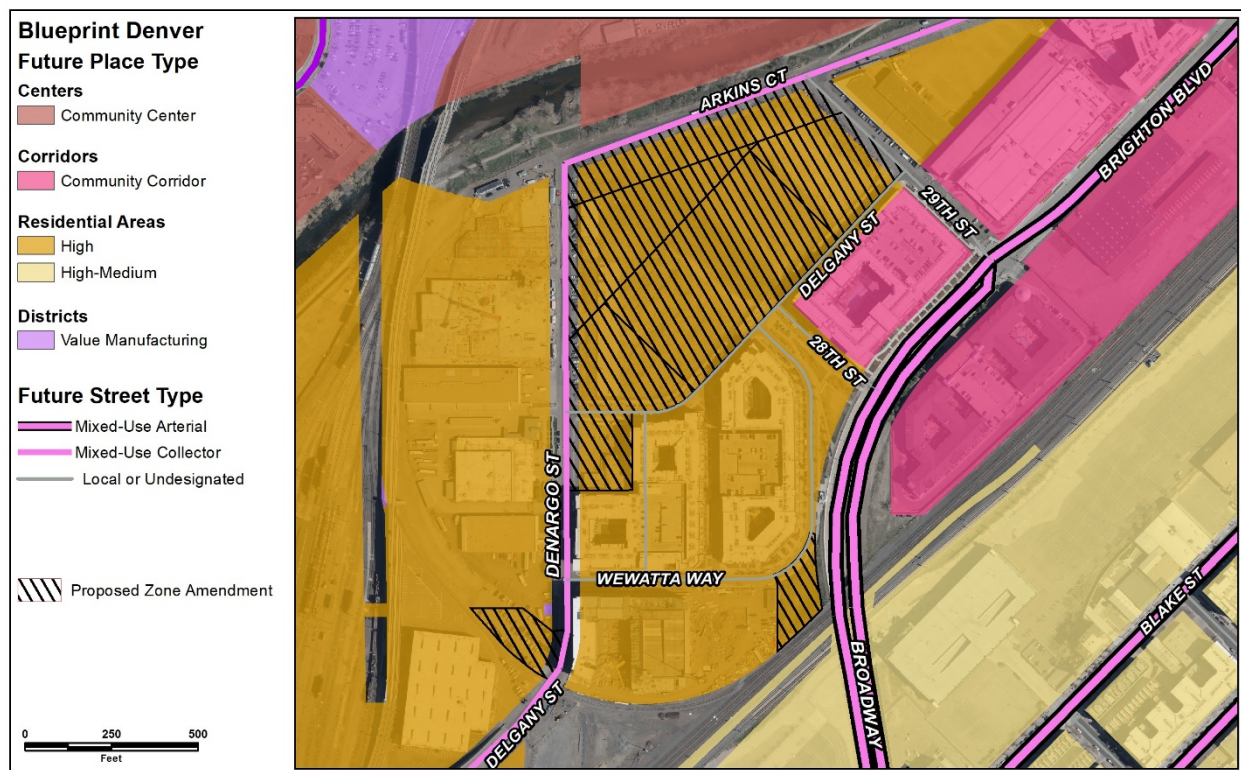 Blueprint Denver
Future Place Type
Centers
Community Center
Corridors
Community Corridor
Residential Areas
High
High-Medium
Districts
Value Manufacturing
Future Street Type
Mixed-Use Arterial
Mixed-Use Collector
Local or Undesignated
Proposed Zone Amendment
0 250 500
Feet
ARKINS CT
BRIGHTON BLVD
29TH ST
DELGANY ST
28TH ST
DENARGO ST
WEWATTA WAY
BLAKE ST
BROADWAY
DELGANY ST